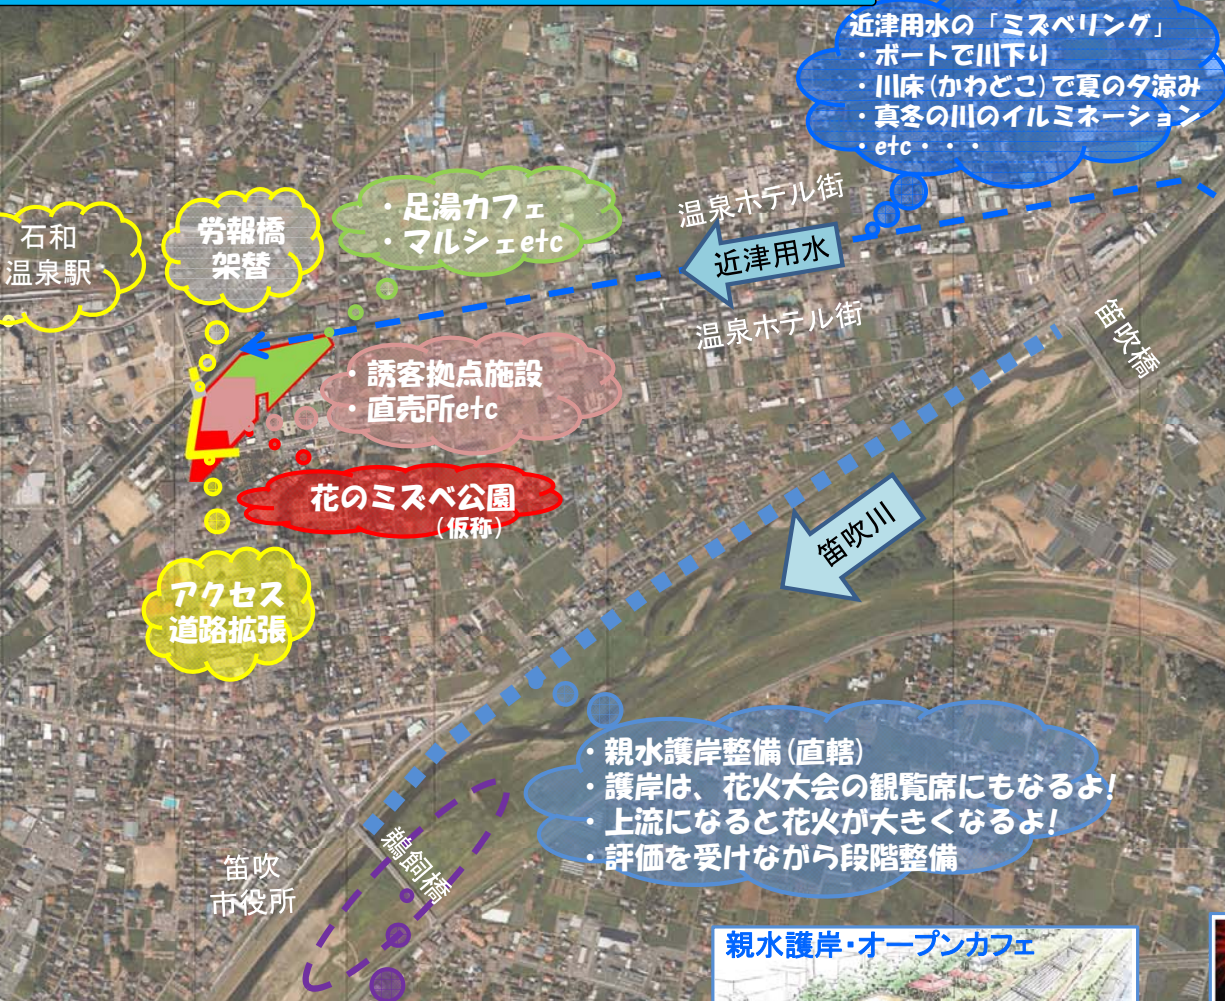 近津用水の「ミズベリング」
・ボートで川下り
・川床(かわどこ)で夏の夕涼み
・真冬の川のイルミネーション
・etc・・・
石和
温泉駅
労報橋
架替
・足湯カフェ
・マルシェetc
温泉ホテル街
近津用水
温泉ホテル街
笛吹橋
・誘客拠点施設
・直売所etc
花のミズベ公園
(仮称)
笛吹川
アクセス
道路拡張
・親水護岸整備(直轄)
・護岸は、花火大会の観覧席にもなるよ!
・上流になると花火が大きくなるよ!
・評価を受けながら段階整備
鵜飼橋
笛吹
市役所
親水護岸・オープンカフェ